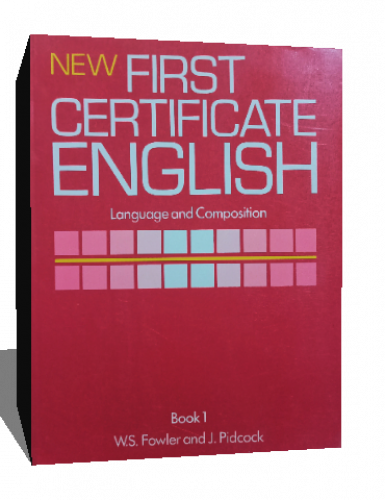 NEW FIRST
CERTIFICATE
ENGLISH
Language and Composition
Book 1
W.S. Fowler and J. Pidcock